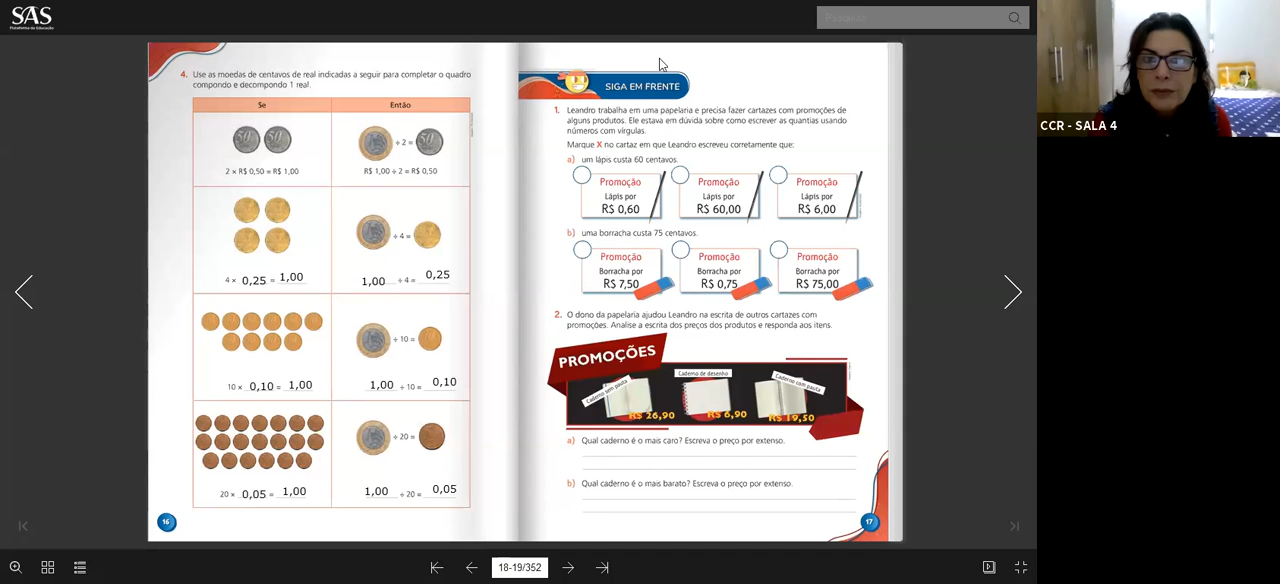 SAS
Plataforma de Educação
Pesquisar
CCR - SALA 4
4. Use as moedas de centavos de real indicadas a seguir para completar o quadro
compondo e decompondo 1 real.
Se
Então
÷ 2 =
2 × R$ 0,50 = R$ 1,00
R$ 1,00 ÷ 2 = R$ 0,50
÷ 4 =
4 × 0,25 = 1,00
1,00 ÷ 4 = 0,25
÷ 10 =
10 × 0,10 = 1,00
1,00 ÷ 10 = 0,10
÷ 20 =
20 × 0,05 = 1,00
1,00 ÷ 20 = 0,05
16
SIGA EM FRENTE
1. Leandro trabalha em uma papelaria e precisa fazer cartazes com promoções de
alguns produtos. Ele estava em dúvida sobre como escrever as quantias usando
números com vírgulas.
Marque X no cartaz em que Leandro escreveu corretamente que:
a) um lápis custa 60 centavos.
Promoção
Lápis por
R$ 0,60
Promoção
Lápis por
R$ 60,00
Promoção
Lápis por
R$ 6,00
b) uma borracha custa 75 centavos.
Promoção
Borracha por
R$ 7,50
Promoção
Borracha por
R$ 0,75
Promoção
Borracha por
R$ 75,00
2. O dono da papelaria ajudou Leandro na escrita de outros cartazes com
promoções. Analise a escrita dos preços dos produtos e responda aos itens.
PROMOÇÕES
Caderno sem pauta
R$ 26,90
Caderno de desenho
R$ 6,90
Caderno com pauta
R$ 19,50
a) Qual caderno é o mais caro? Escreva o preço por extenso.
b) Qual caderno é o mais barato? Escreva o preço por extenso.
17
18-19/352